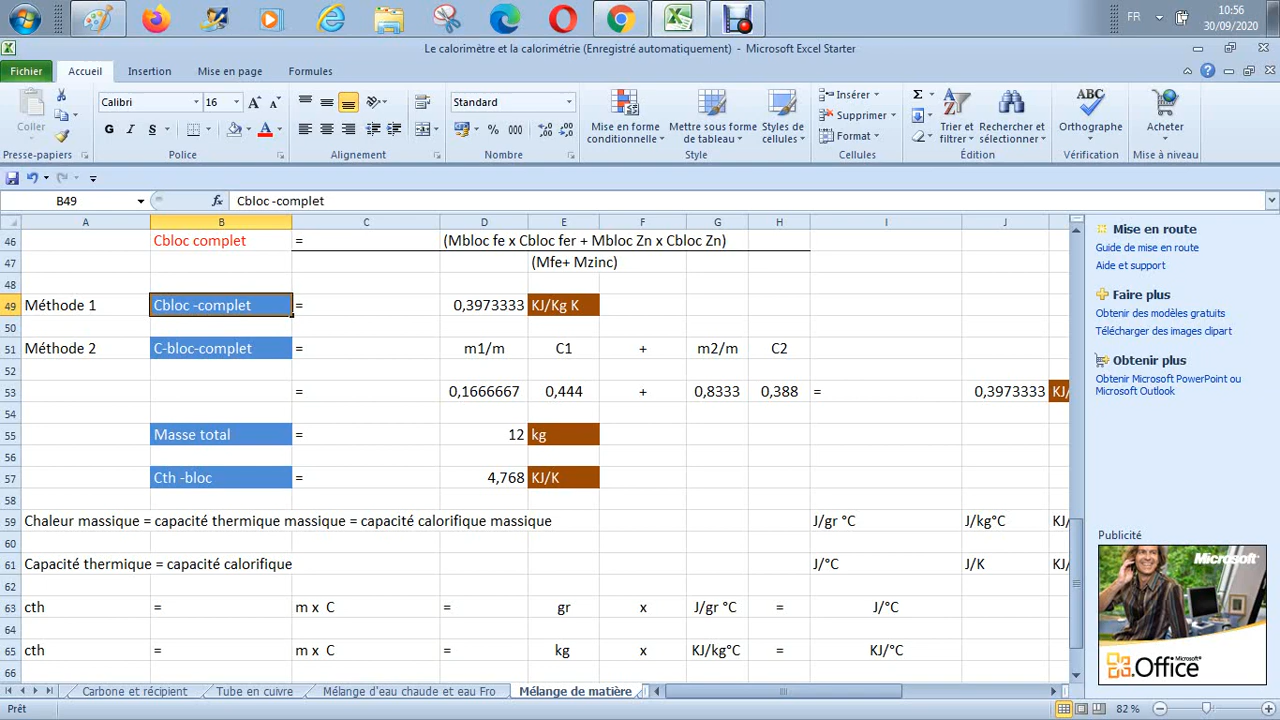 10:56
FR
30/09/2020
Le calorimètre et la calorimétrie (Enregistré automatiquement) - Microsoft Excel Starter
Fichier Accueil Insertion Mise en page Formules
Calibri 16 Standard
Coller
G I S
% 000
Mise en forme conditionnelle
Mettre sous forme de tableau
Styles de cellules
Insérer
Supprimer
Format
Trier et filtrer
Rechercher et sélectionner
Orthographe
Acheter
Presse-papiers Police Alignement Nombre Style Cellules Édition Vérification Mise à niveau
B49 fx Cbloc -complet
A B C D E F G H I J
46 Cbloc complet = (Mbloc fe x Cbloc fer + Mbloc Zn x Cbloc Zn)
47 (Mfe+ Mzinc)
48
49 Méthode 1 Cbloc -complet = 0,3973333 KJ/Kg K
50
51 Méthode 2 C-bloc-complet = m1/m C1 + m2/m C2
52
53 = 0,1666667 0,444 + 0,8333 0,388 = 0,3973333 KJ/
54
55 Masse total = 12 kg
56
57 Cth -bloc = 4,768 KJ/K
58
59 Chaleur massique = capacité thermique massique = capacité calorifique massique J/gr °C J/kg°C KJ/
60
61 Capacité thermique = capacité calorifique J/°C J/K KJ/
62
63 cth = m x C = gr x J/gr °C = J/°C
64
65 cth = m x C = kg x KJ/kg°C = KJ/°C
66
Mise en route
Guide de mise en route
Aide et support
Faire plus
Obtenir des modèles gratuits
Télécharger des images clipart
Obtenir plus
Obtenir Microsoft PowerPoint ou
Microsoft Outlook
Publicité
Microsoft
Office
Microsoft
Carbone et récipient Tube en cuivre Mélange d'eau chaude et eau Fro Mélange de matière
Prêt 82 %